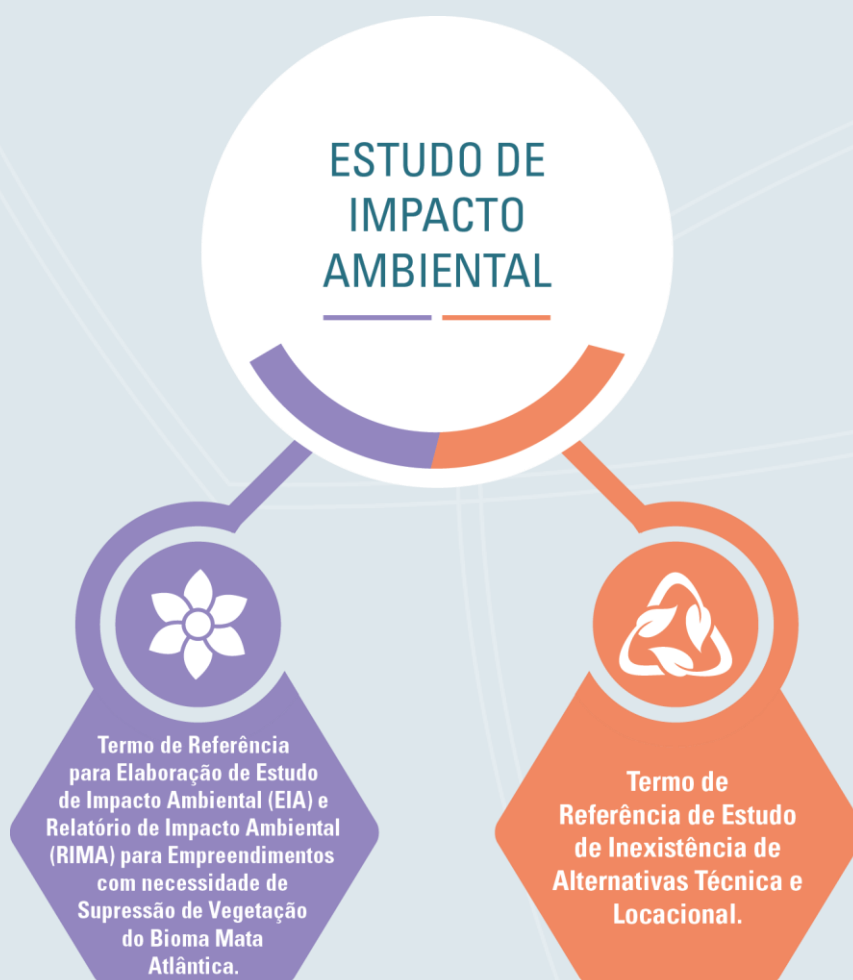 ESTUDO DE
IMPACTO
AMBIENTAL
Termo de Referência
para Elaboração de Estudo
de Impacto Ambiental (EIA) e
Relatório de Impacto Ambiental
(RIMA) para Empreendimentos
com necessidade de
Supressão de Vegetação
do Bioma Mata
Atlântica.
Termo de
Referência de Estudo
de Inexistência de
Alternativas Técnica e
Locacional.